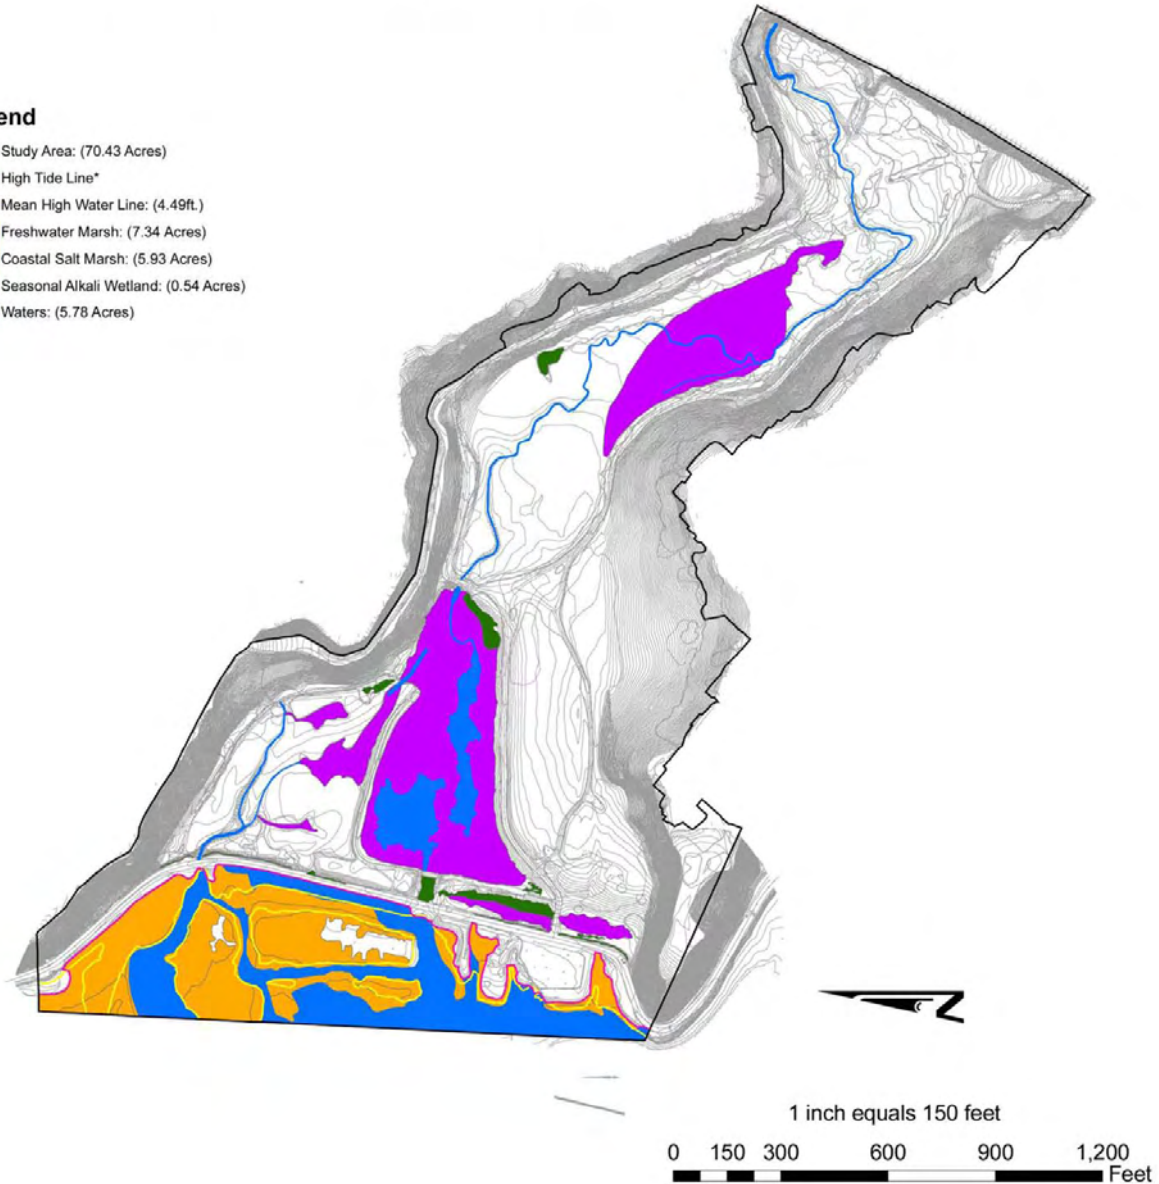 end
Study Area: (70.43 Acres)
High Tide Line*
Mean High Water Line: (4.49ft.)
Freshwater Marsh: (7.34 Acres)
Coastal Salt Marsh: (5.93 Acres)
Seasonal Alkali Wetland: (0.54 Acres)
Waters: (5.78 Acres)
Z
1 inch equals 150 feet
0 150 300 600 900 1,200
Feet